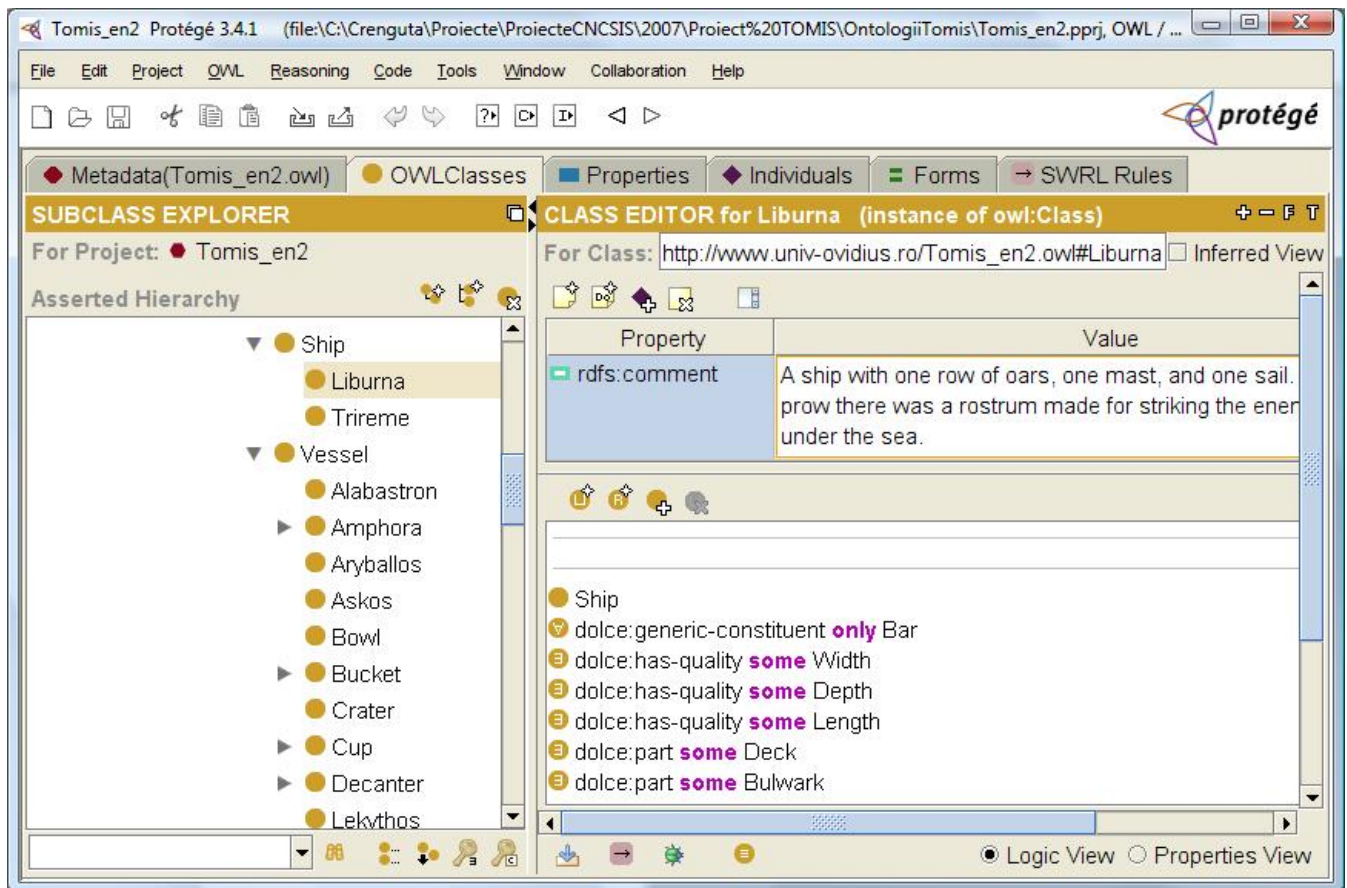 Tomis_en2 Protégé 3.4.1 (file:\C:\Crenguta\Proiecte\ProiecteCNCSIS\2007\Proiect%20TOMIS\OntologiiTomis\Tomis_en2.pprj, OWL / ...
File Edit Project OWL Reasoning Code Tools Window Collaboration Help
protégé
Metadata(Tomis_en2.owl) OWLClasses Properties Individuals Forms SWRL Rules
SUBCLASS EXPLORER
For Project: Tomis_en2
Asserted Hierarchy
Ship
Liburna
Trireme
Vessel
Alabastron
Amphora
Aryballos
Askos
Bowl
Bucket
Crater
Cup
Decanter
Lekythos
CLASS EDITOR for Liburna (instance of owl:Class)
For Class: http://www.univ-ovidius.ro/Tomis_en2.owl#Liburna Inferred View
Property Value
rdfs:comment A ship with one row of oars, one mast, and one sail.
prow there was a rostrum made for striking the ener
under the sea.
Ship
dolce:generic-constituent only Bar
dolce:has-quality some Width
dolce:has-quality some Depth
dolce:has-quality some Length
dolce:part some Deck
dolce:part some Bulwark
Logic View Properties View